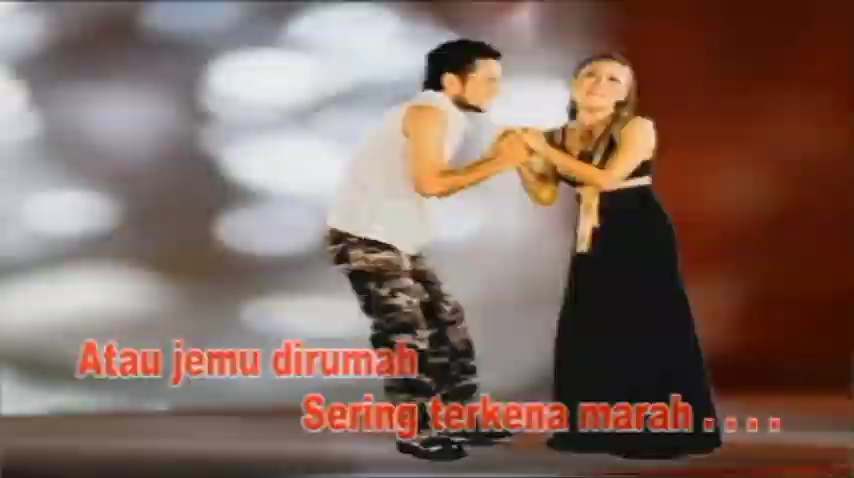 Atau jemu dirumah
Sering terkena marah . . . .